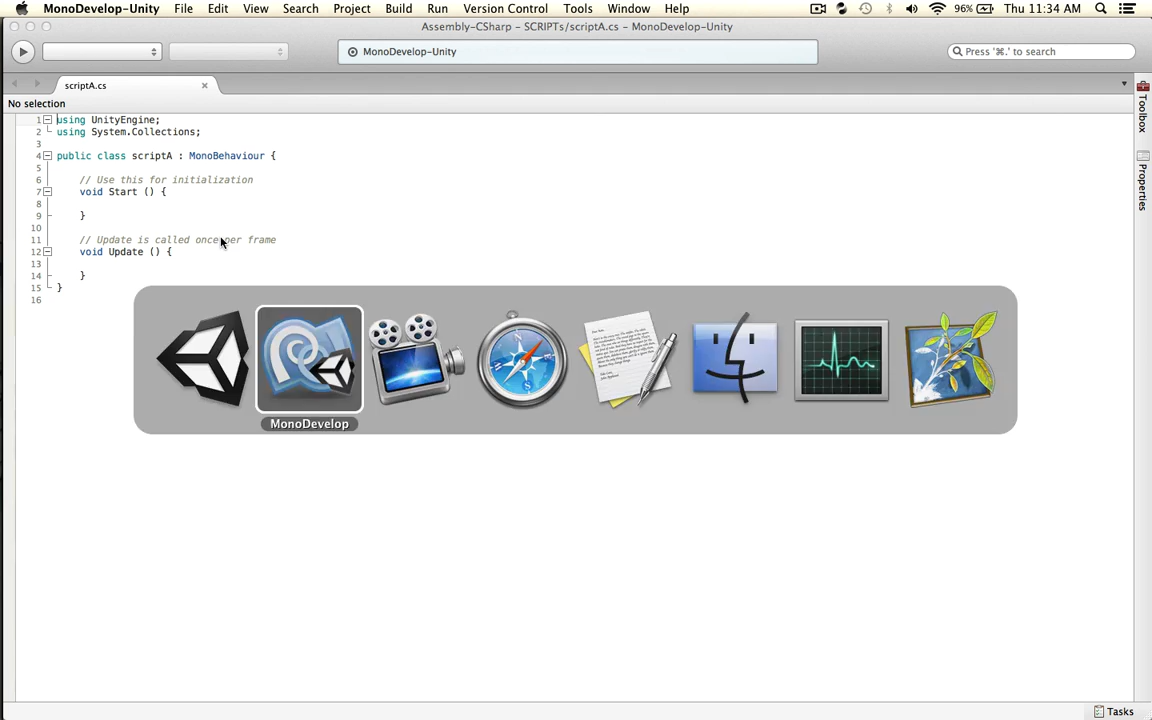 MonoDevelop-Unity File Edit View Search Project Build Run Version Control Tools Window Help 96% Thu 11:34 AM
Assembly-CSharp – SCRIPTs/scriptA.cs – MonoDevelop-Unity
MonoDevelop-Unity
Press '⌘.' to search
scriptA.cs
No selection
Toolbox
Properties
1 using UnityEngine;
2 using System.Collections;
3
4 public class scriptA : MonoBehaviour {
5
6 // Use this for initialization
7 void Start () {
8
9 }
10
11 // Update is called once per frame
12 void Update () {
13
14 }
15 }
16
MonoDevelop
Tasks